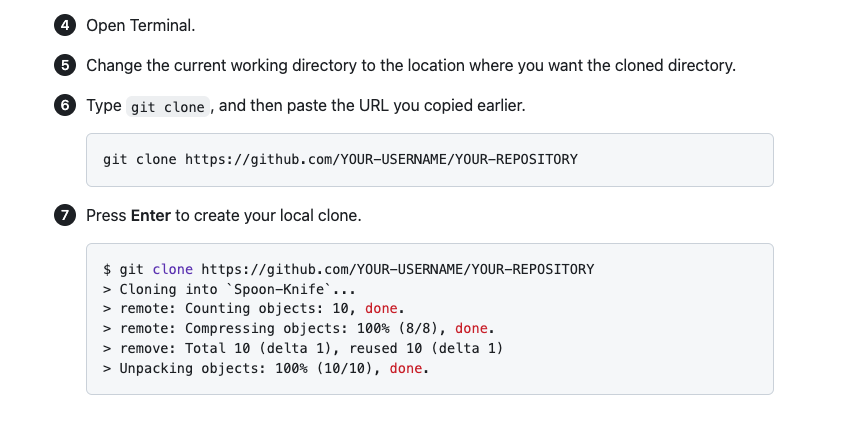 4 Open Terminal.
5 Change the current working directory to the location where you want the cloned directory.
6 Type git clone , and then paste the URL you copied earlier.
git clone https://github.com/YOUR-USERNAME/YOUR-REPOSITORY
7 Press Enter to create your local clone.
$ git clone https://github.com/YOUR-USERNAME/YOUR-REPOSITORY
> Cloning into `Spoon-Knife`...
> remote: Counting objects: 10, done.
> remote: Compressing objects: 100% (8/8), done.
> remove: Total 10 (delta 1), reused 10 (delta 1)
> Unpacking objects: 100% (10/10), done.